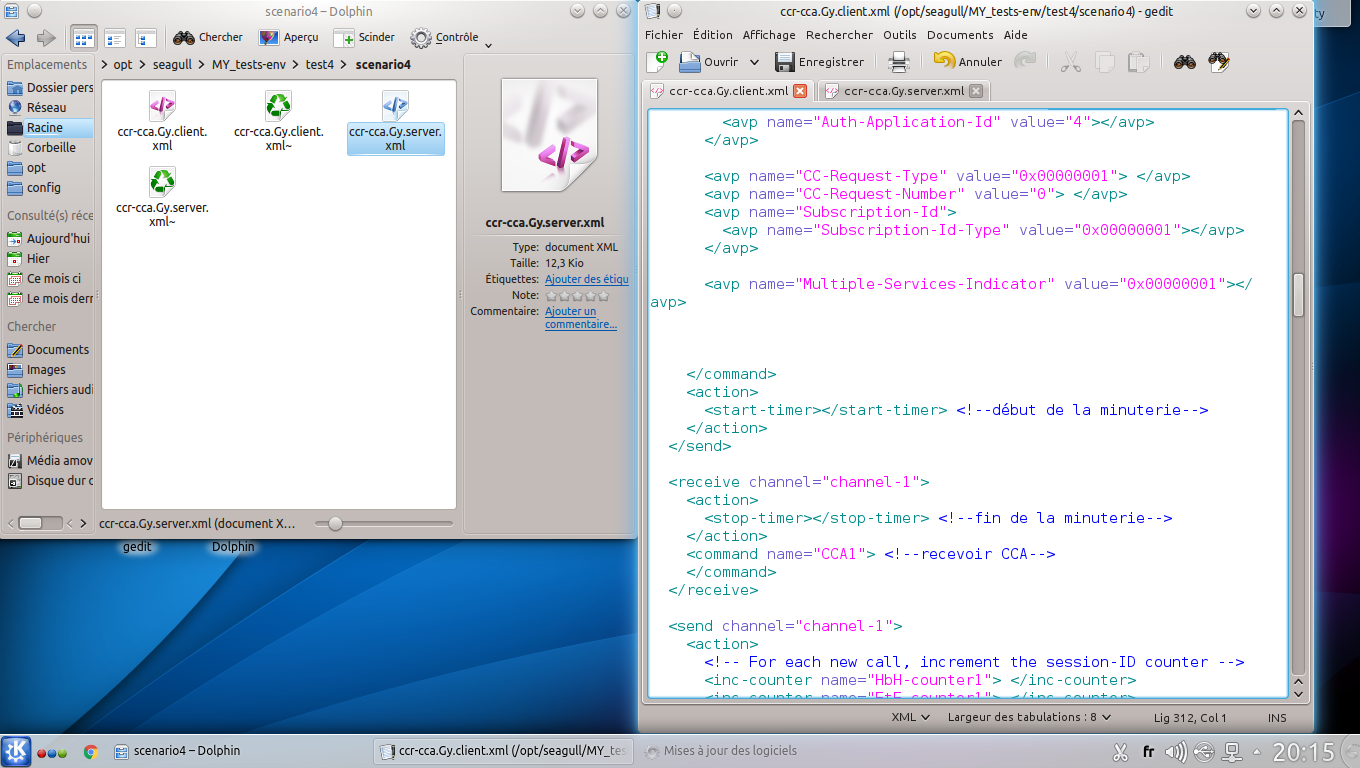 scenario4 – Dolphin
Chercher
Aperçu
Scinder
Contrôle
Emplacements
Dossier pers
Réseau
Racine
Corbeille
opt
config
Consulté(s) réce
Aujourd'hui
Hier
Ce mois ci
Le mois derr
Chercher
Documents
Images
Fichiers audi
Vidéos
Périphériques
Média amov
Disque dur c
> opt > seagull > MY_tests-env > test4 > scenario4
ccr-cca.Gy.client.
xml
ccr-cca.Gy.client.
xml~
ccr-cca.Gy.server.
xml
ccr-cca.Gy.server.
xml~
ccr-cca.Gy.server.xml
Type: document XML
Taille: 12,3 Kio
Étiquettes: Ajouter des étiqu
Note:
Commentaire: Ajouter un
commentaire...
ccr-cca.Gy.server.xml (document X...
gedit
Dolphin
ccr-cca.Gy.client.xml (/opt/seagull/MY_tests-env/test4/scenario4) - gedit
Fichier Édition Affichage Rechercher Outils Documents Aide
Ouvrir
Enregistrer
Annuler
ccr-cca.Gy.client.xml
ccr-cca.Gy.server.xml
<avp name="Auth-Application-Id" value="4"></avp>
</avp>
<avp name="CC-Request-Type" value="0x00000001"> </avp>
<avp name="CC-Request-Number" value="0"> </avp>
<avp name="Subscription-Id">
<avp name="Subscription-Id-Type" value="0x00000001"></avp>
</avp>
<avp name="Multiple-Services-Indicator" value="0x00000001"></
avp>
</command>
<action>
<start-timer></start-timer> <!--début de la minuterie-->
</action>
</send>
<receive channel="channel-1">
<action>
<stop-timer></stop-timer> <!--fin de la minuterie-->
</action>
<command name="CCA1"> <!--recevoir CCA-->
</command>
</receive>
<send channel="channel-1">
<action>
<!-- For each new call, increment the session-ID counter -->
<inc-counter name="HbH-counter1"> </inc-counter>
<inc-counter name="EtE-counter1"> </inc-counter>
XML
Largeur des tabulations : 8
Lig 312, Col 1
INS
ty
scenario4 – Dolphin
ccr-cca.Gy.client.xml (/opt/seagull/MY_tes
Mises à jour des logiciels
fr
20:15